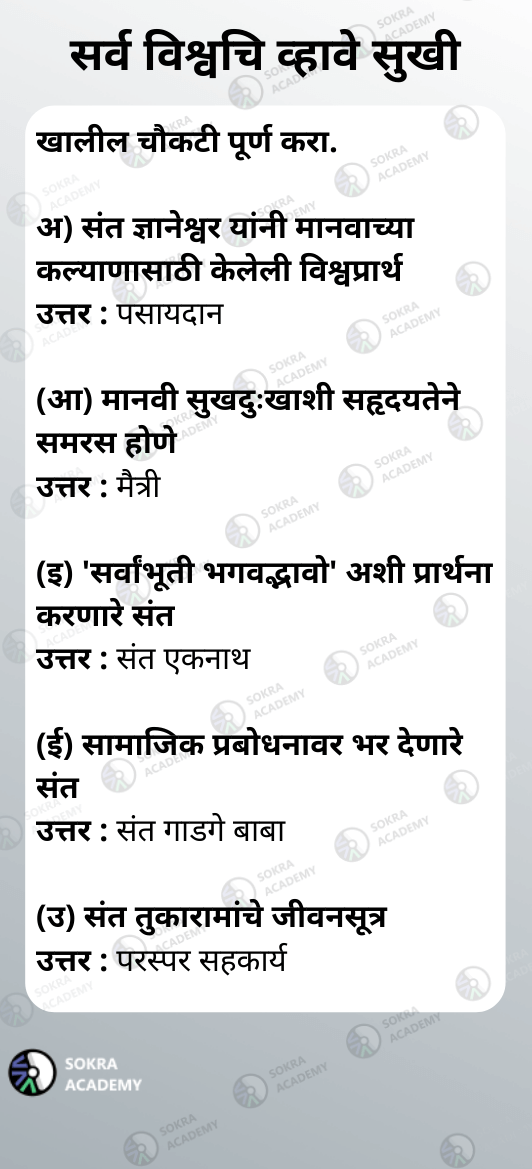 सर्व विश्वचि व्हावे सुखी
खालील चौकटी पूर्ण करा.
अ) संत ज्ञानेश्वर यांनी मानवाच्या
कल्याणासाठी केलेली विश्वप्रार्थ
उत्तर : पसायदान
(आ) मानवी सुखदुःखाशी सहृदयतेने
समरस होणे
उत्तर : मैत्री
(इ) 'सर्वांभूती भगवद्भावो' अशी प्रार्थना
करणारे संत
उत्तर : संत एकनाथ
(ई) सामाजिक प्रबोधनावर भर देणारे
संत
उत्तर : संत गाडगे बाबा
(उ) संत तुकारामांचे जीवनसूत्र
उत्तर : परस्पर सहकार्य
SOKRA
ACADEMY